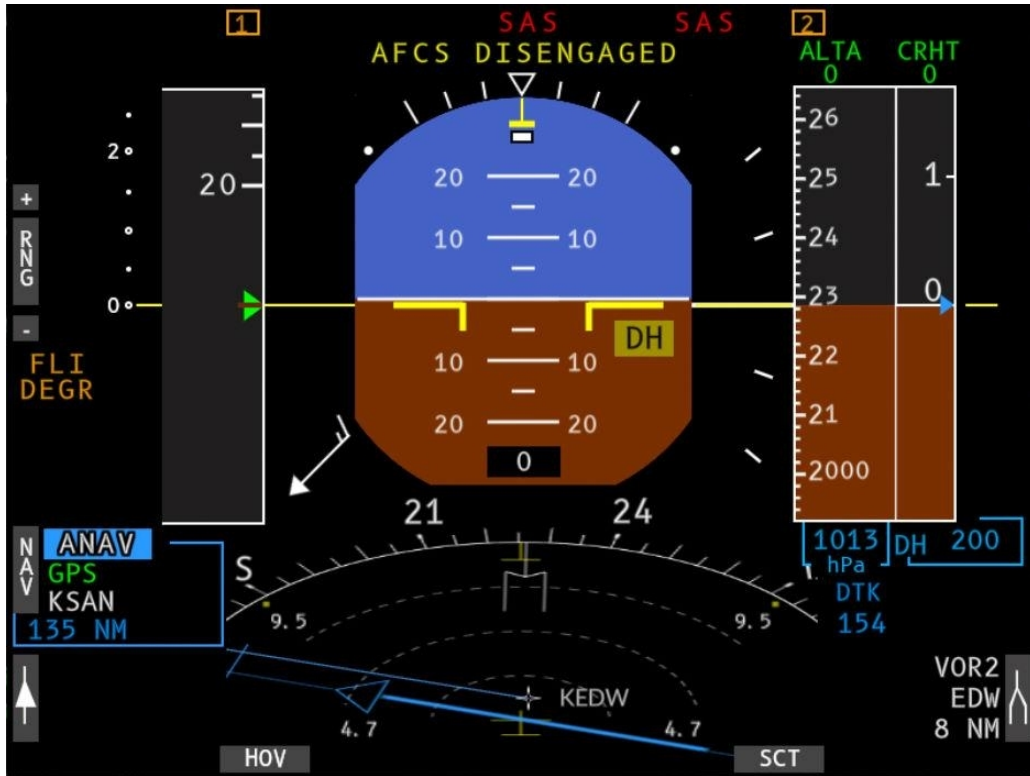 1
SAS SAS
2
AFCS DISENGAGED
ALTA CRHT
0 0
2
0
20
+
RNG
-
FLI
DEGR
20 20
10 10
DH
10 10
20 20
0
26
25
24
23
22
21
2000
1
0
21 24
S
9.5 9.5
4.7 4.7
KEDW
NAV
ANAV
GPS
KSAN
135 NM
1013
hPa
DH 200
DTK
154
VOR2
EDW
8 NM
HOV
SCT